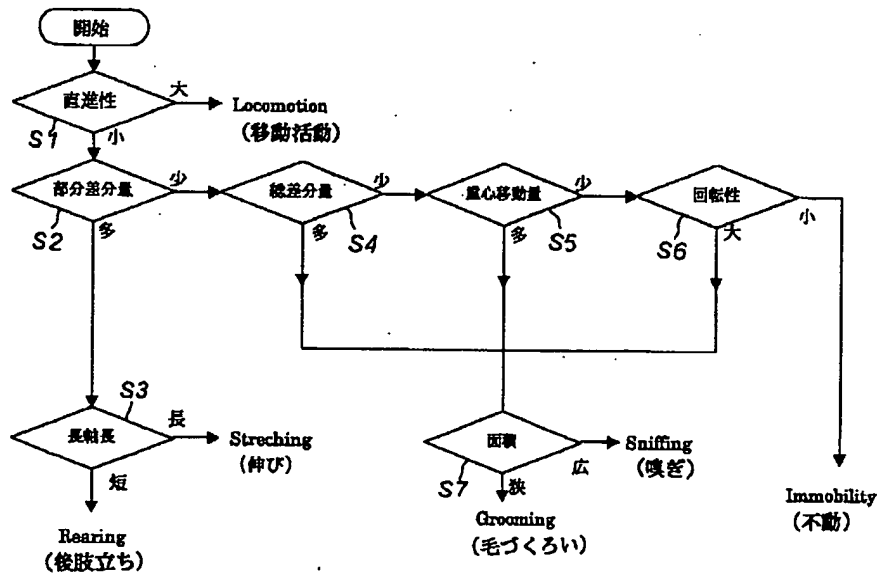 開始
直進性
大
Locomotion
(移動活動)
S1
小
部分差分量
少
総差分量
少
重心移動量
少
回転性
小
S2
多
S4
多
S5
多
S6
大
S3
長軸長
長
Streching
(伸び)
短
Rearing
(後肢立ち)
面積
広
Sniffing
(嗅ぎ)
S7
狭
Grooming
(毛づくろい)
Immobility
(不動)